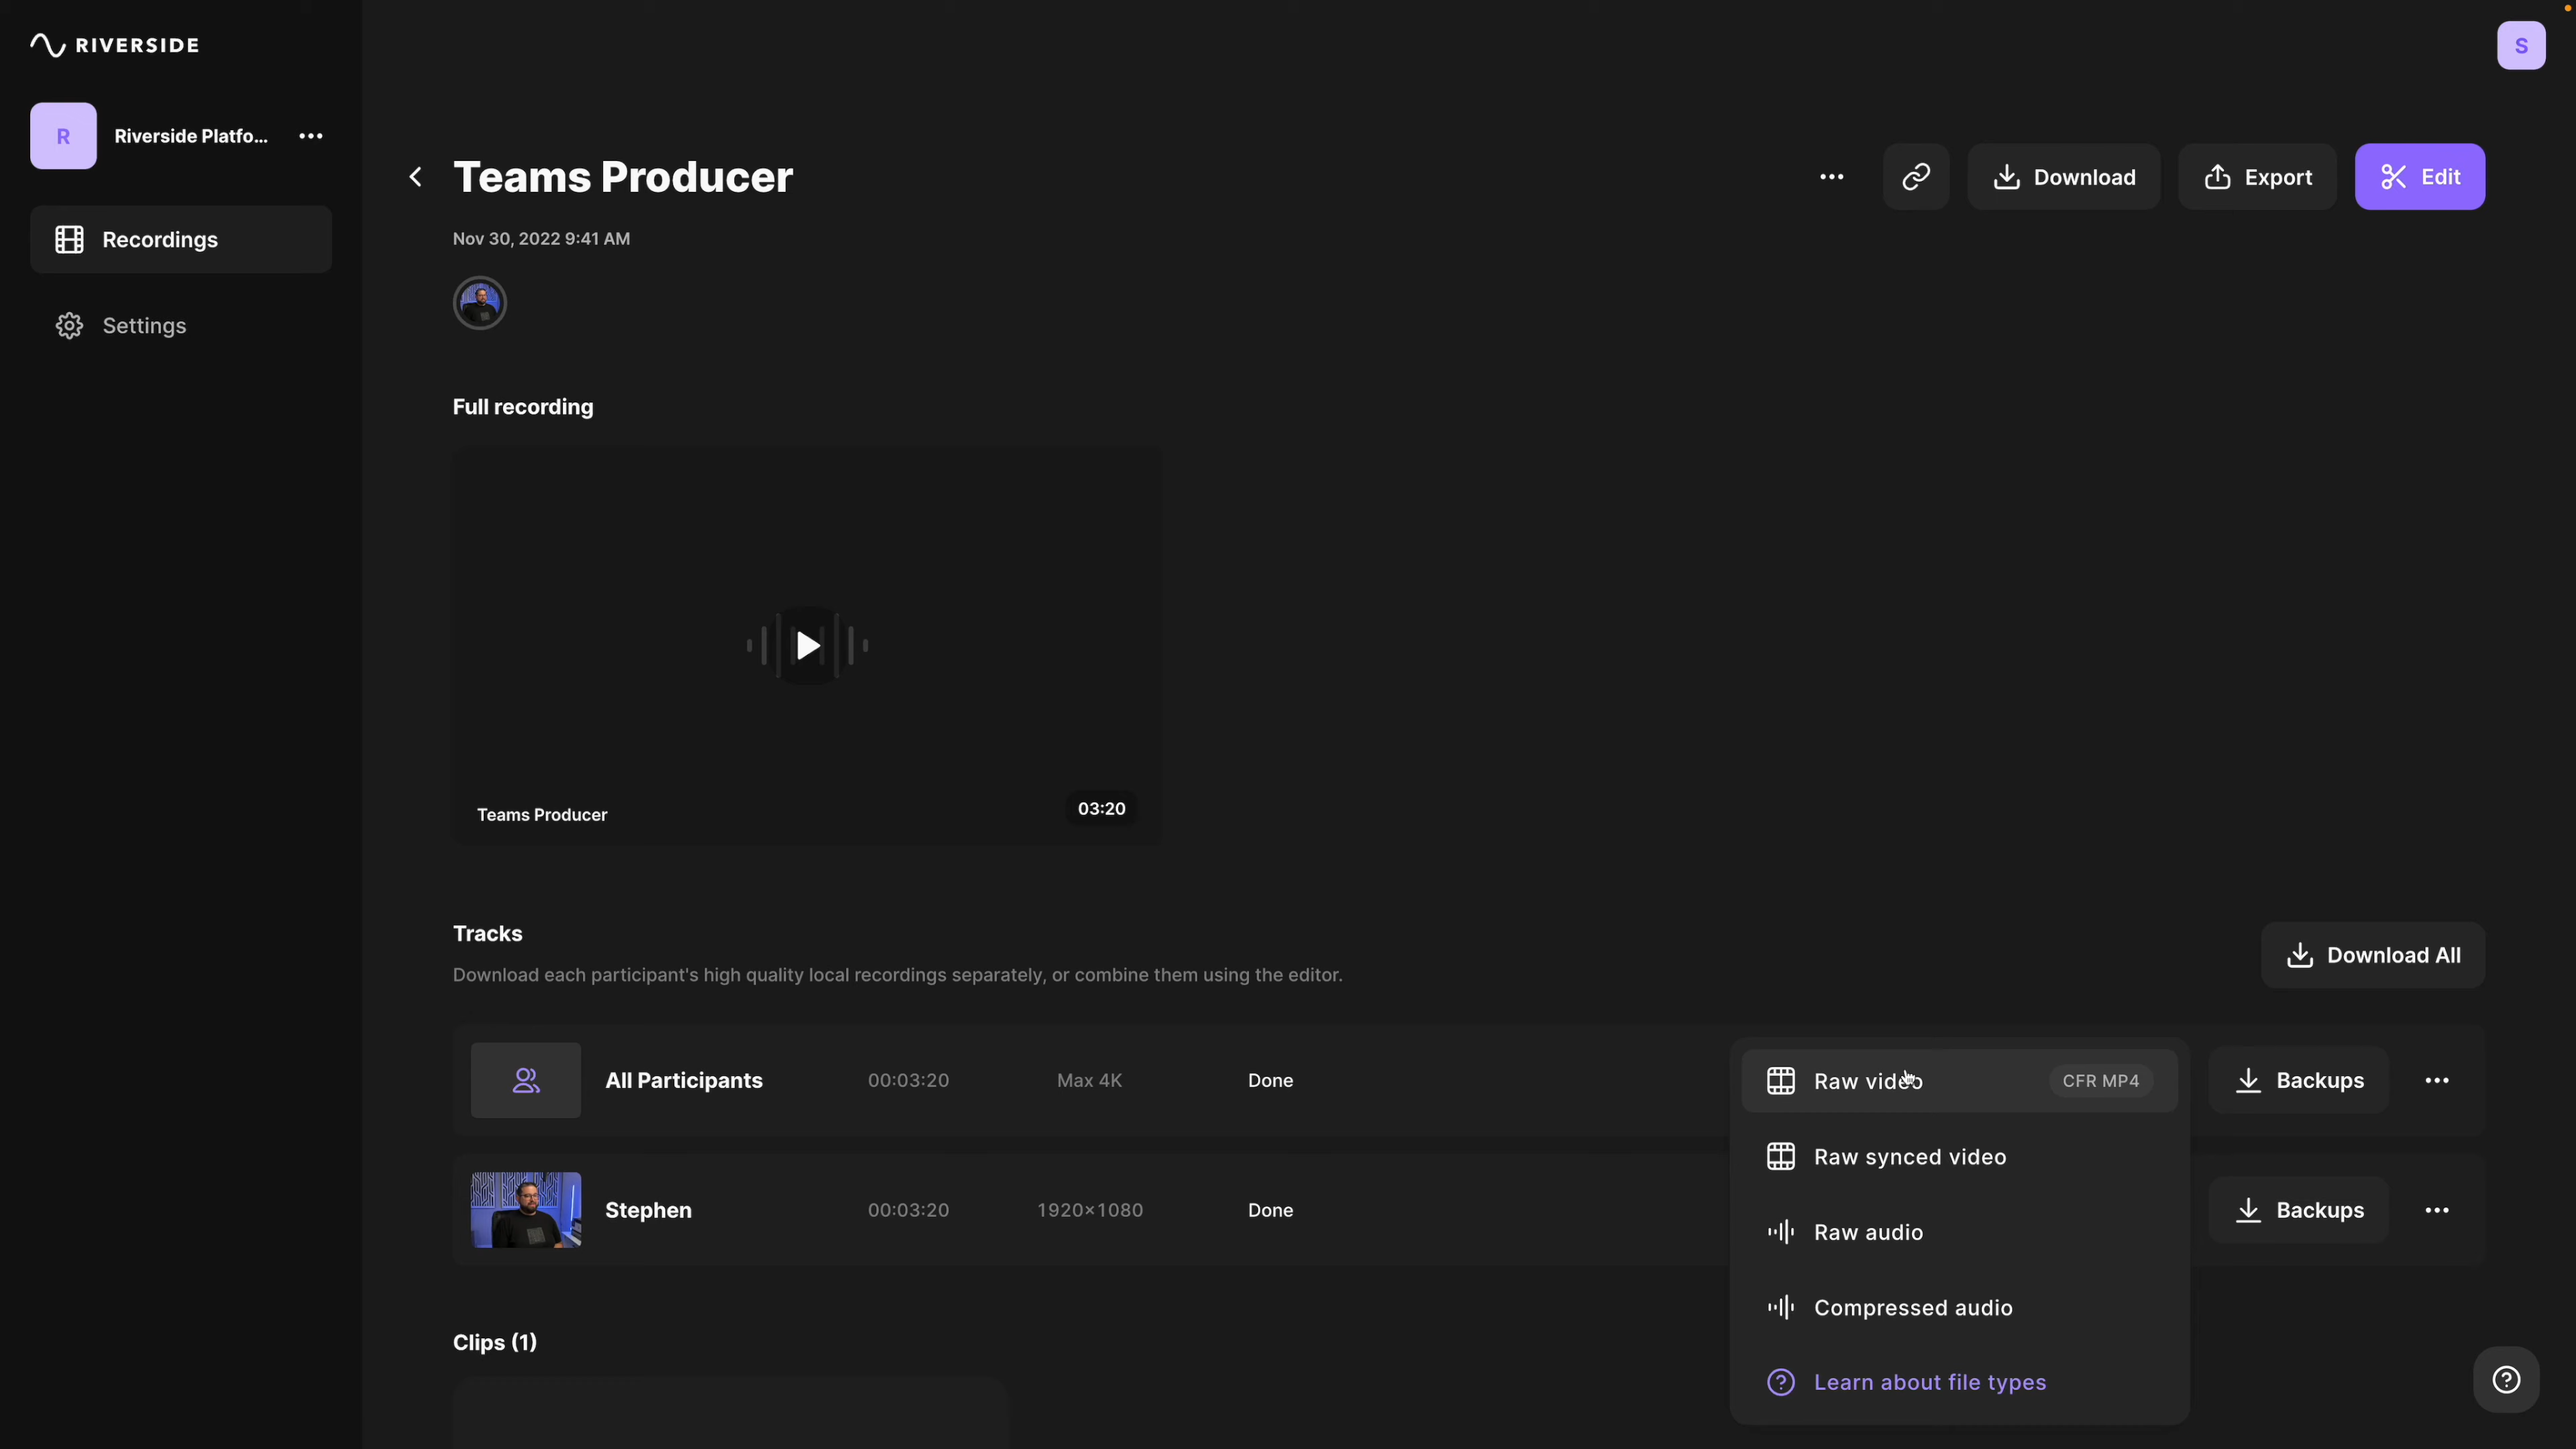 RIVERSIDE
S
R
Riverside Platfo...
Recordings
Settings
Teams Producer
Download
Export
Edit
Nov 30, 2022 9:41 AM
Full recording
Teams Producer
03:20
Tracks
Download each participant's high quality local recordings separately, or combine them using the editor.
Download All
All Participants 00:03:20 Max 4K Done
Raw video CFR MP4
Backups
Raw synced video
Stephen 00:03:20 1920×1080 Done
Backups
Raw audio
Compressed audio
Learn about file types
Clips (1)